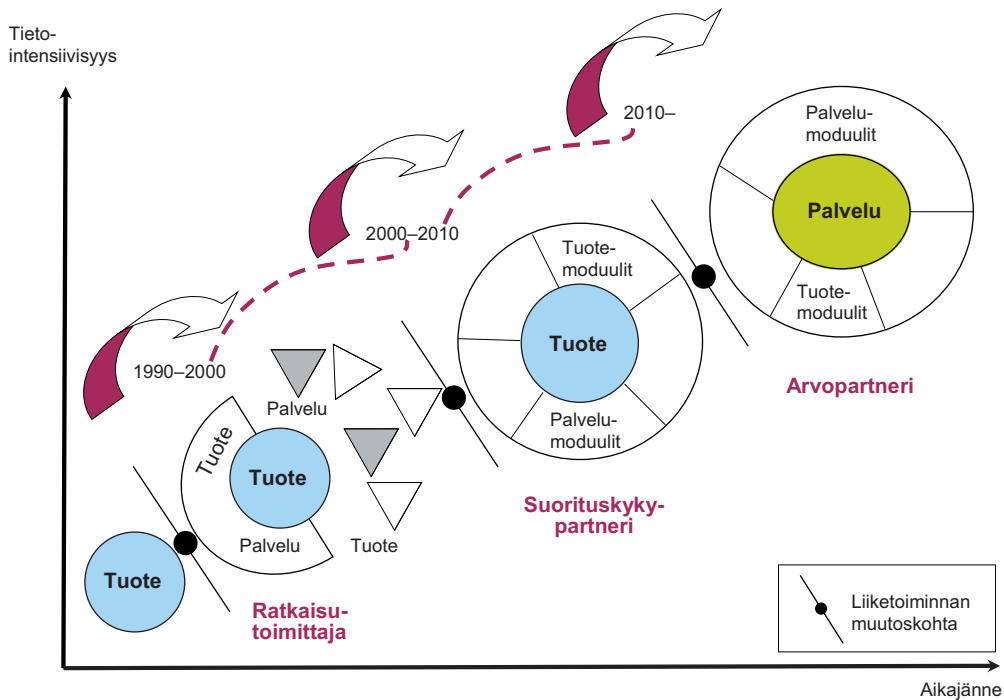 Tieto-
intensiivisyys
2010–
2000–2010
1990–2000
Tuote
Tuote
Tuote
Palvelu
Palvelu
Tuote
Ratkaisu-
toimittaja
Tuote-
moduulit
Tuote
Palvelu-
moduulit
Suorituskyky-
partneri
Palvelu-
moduulit
Palvelu
Tuote-
moduulit
Arvopartneri
Liiketoiminnan
muutoskohta
Aikajänne